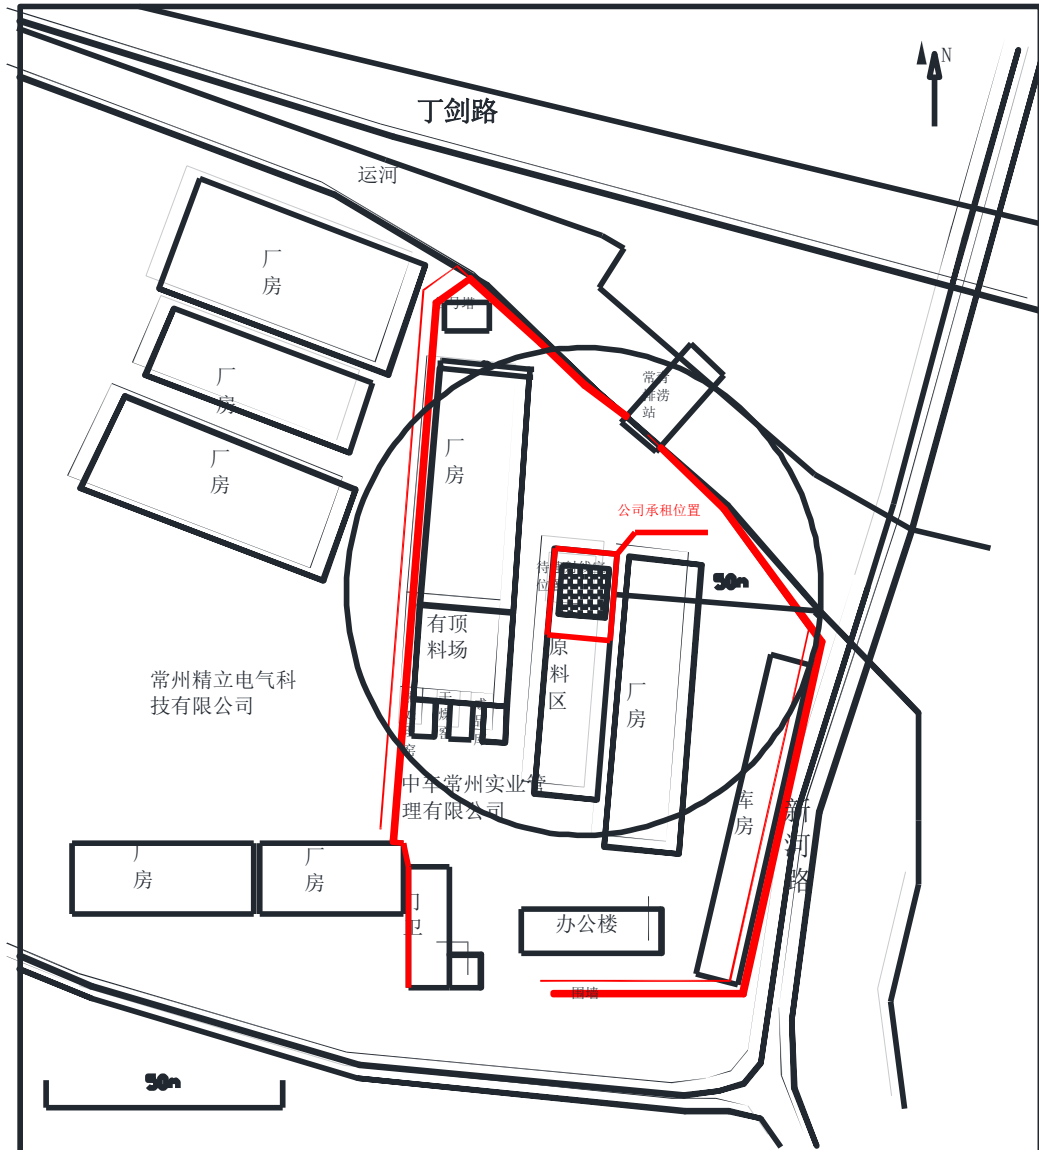 N
丁剑路
运河
厂
房
厂
房
常青
排涝
站
厂
房
厂
房
公司承租位置
50m
有顶
料场
原
料
区
厂
房
常州精立电气科
技有限公司
中车常州实业管
理有限公司
库
房
新
河
路
厂
房
厂
房
门
卫
办公楼
围墙
50m